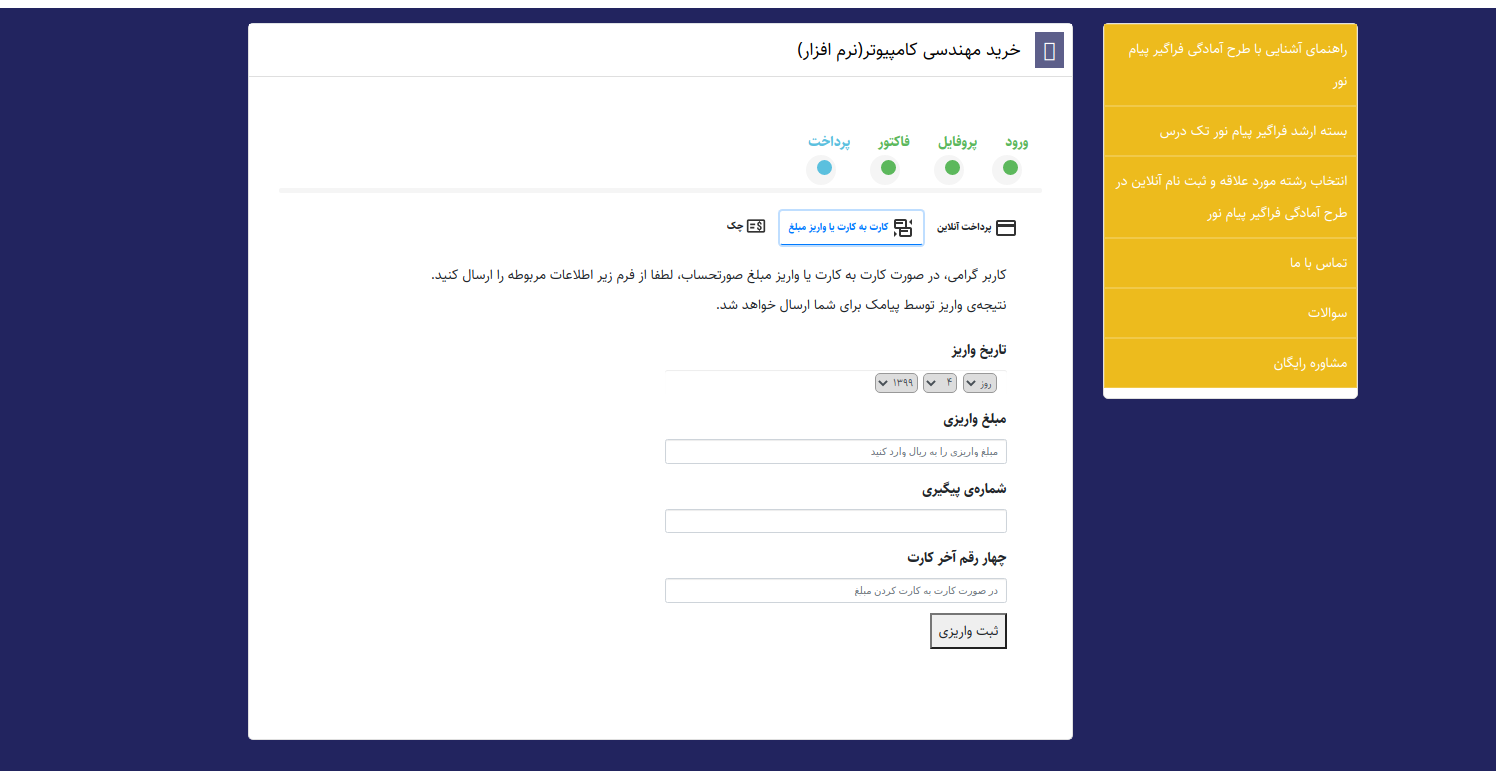 راهنمای آشنایی با طرح آمادگی فراگیر پیام
نور
بسته ارشد فراگیر پیام نور تک درس
انتخاب رشته مورد علاقه و ثبت نام آنلاین در
طرح آمادگی فراگیر پیام نور
تماس با ما
سوالات
مشاوره رایگان
خرید مهندسی کامپیوتر(نرم افزار)
ورود پروفایل فاکتور پرداخت
پرداخت آنلاین کارت به کارت یا واریز مبلغ چک
کاربر گرامی، در صورت کارت به کارت یا واریز مبلغ صورتحساب، لطفا از فرم زیر اطلاعات مربوطه را ارسال کنید.
نتیجه‌ی واریز توسط پیامک برای شما ارسال خواهد شد.
تاریخ واریز
روز ۴ ۱۳۹۹
مبلغ واریزی
مبلغ واریزی را به ریال وارد کنید
شماره‌ی پیگیری
چهار رقم آخر کارت
در صورت کارت به کارت کردن مبلغ
ثبت واریزی